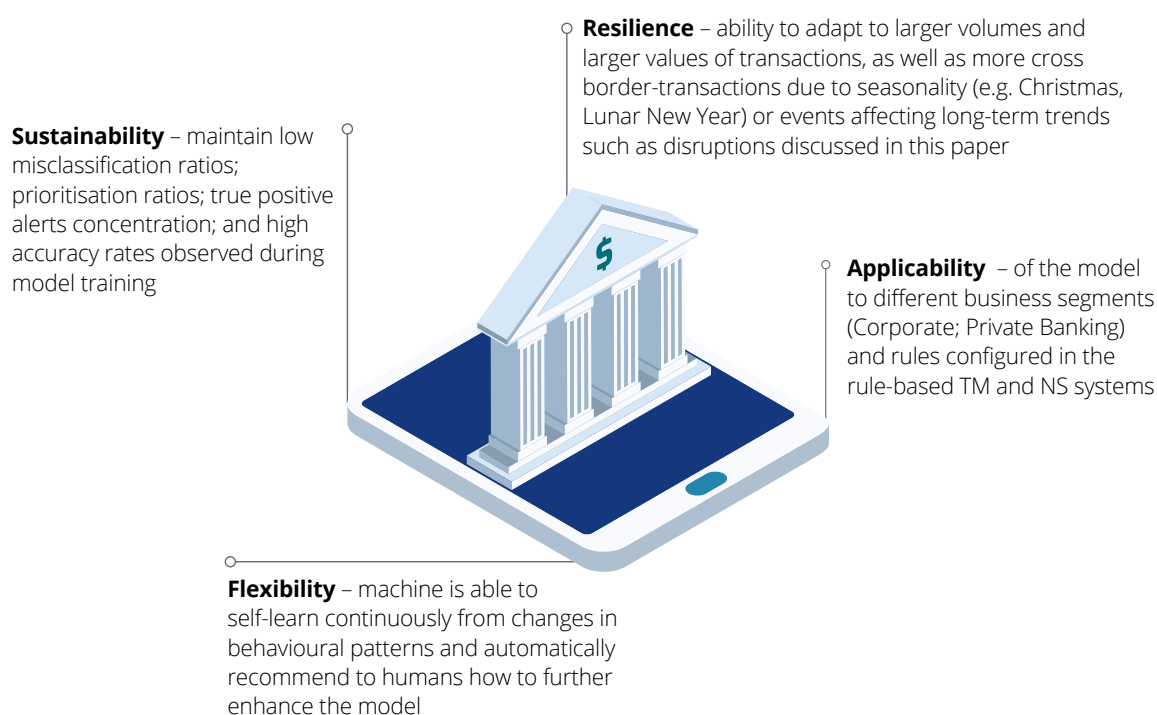 Resilience – ability to adapt to larger volumes and
larger values of transactions, as well as more cross
border-transactions due to seasonality (e.g. Christmas,
Lunar New Year) or events affecting long-term trends
such as disruptions discussed in this paper
Sustainability – maintain low
misclassification ratios;
prioritisation ratios; true positive
alerts concentration; and high
accuracy rates observed during
model training
$
Applicability – of the model
to different business segments
(Corporate; Private Banking)
and rules configured in the
rule-based TM and NS systems
Flexibility – machine is able to
self-learn continuously from changes in
behavioural patterns and automatically
recommend to humans how to further
enhance the model